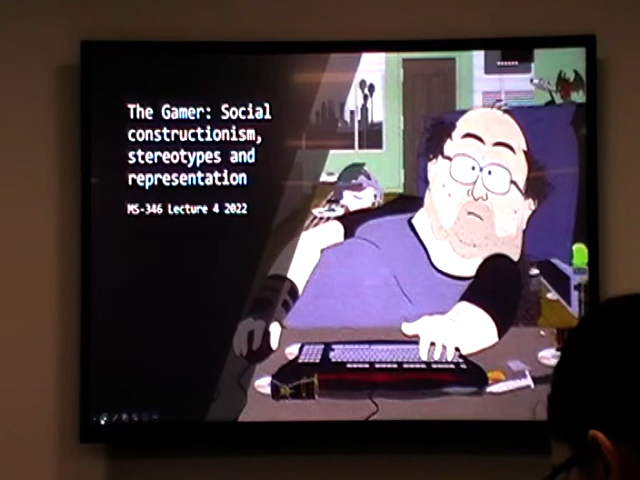 The Gamer: Social
constructionism,
stereotypes and
representation
MS-346 Lecture 4 2022